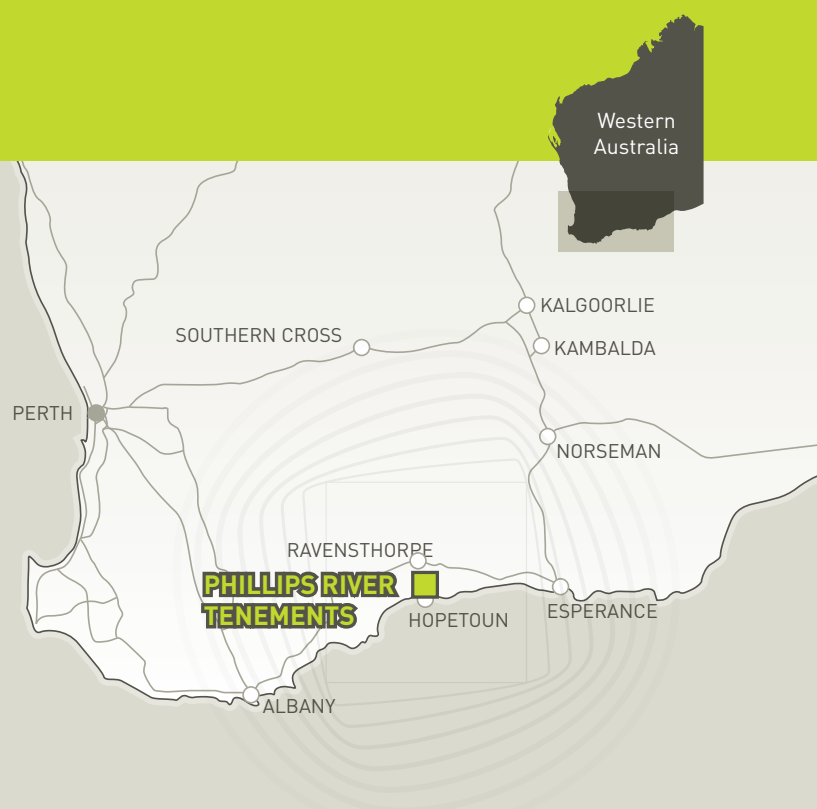 Western
Australia
KALGOORLIE
SOUTHERN CROSS
KAMBALDA
PERTH
NORSEMAN
RAVENSTHORPE
PHILLIPS RIVER
TENEMENTS
ESPERANCE
HOPETOUN
ALBANY